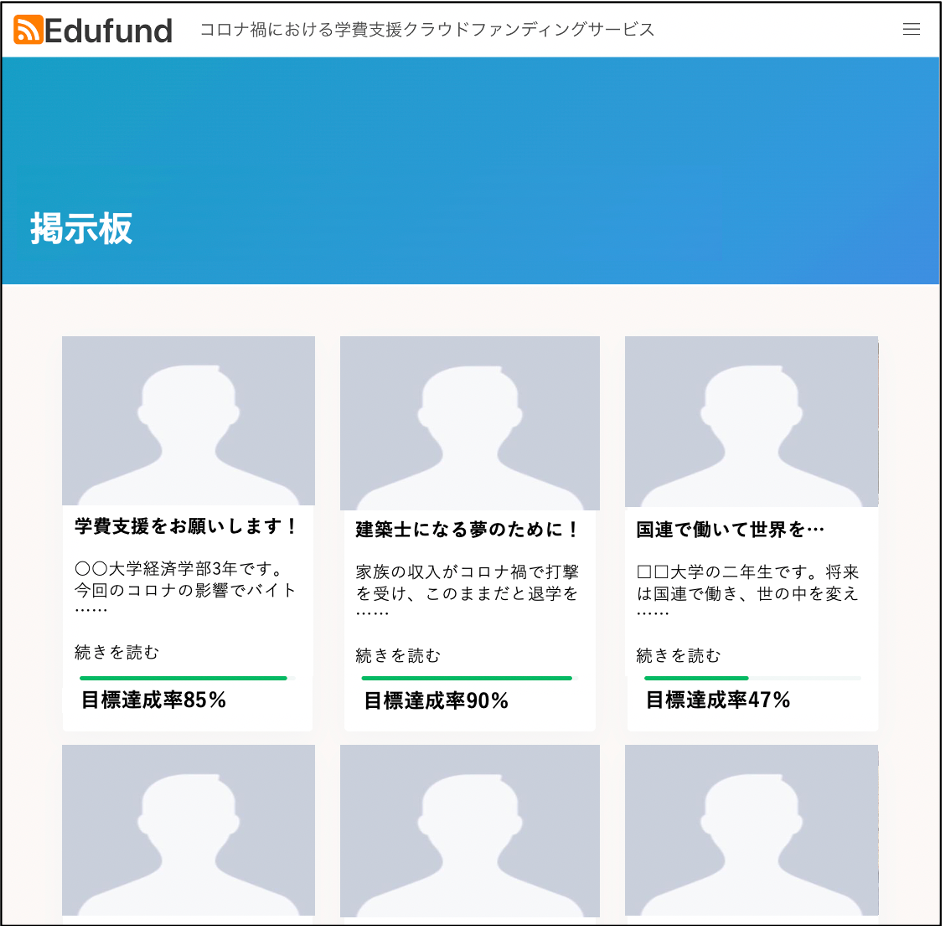 Edufund
コロナ禍における学費支援クラウドファンディングサービス
掲示板
学費支援をお願いします！
〇〇大学経済学部3年です。
今回のコロナの影響でバイト
……
続きを読む
目標達成率85%
建築士になる夢のために！
家族の収入がコロナ禍で打撃
を受け、このままだと退学を
……
続きを読む
目標達成率90%
国連で働いて世界を…
□□大学の二年生です。将来
は国連で働き、世の中を変え
……
続きを読む
目標達成率47%